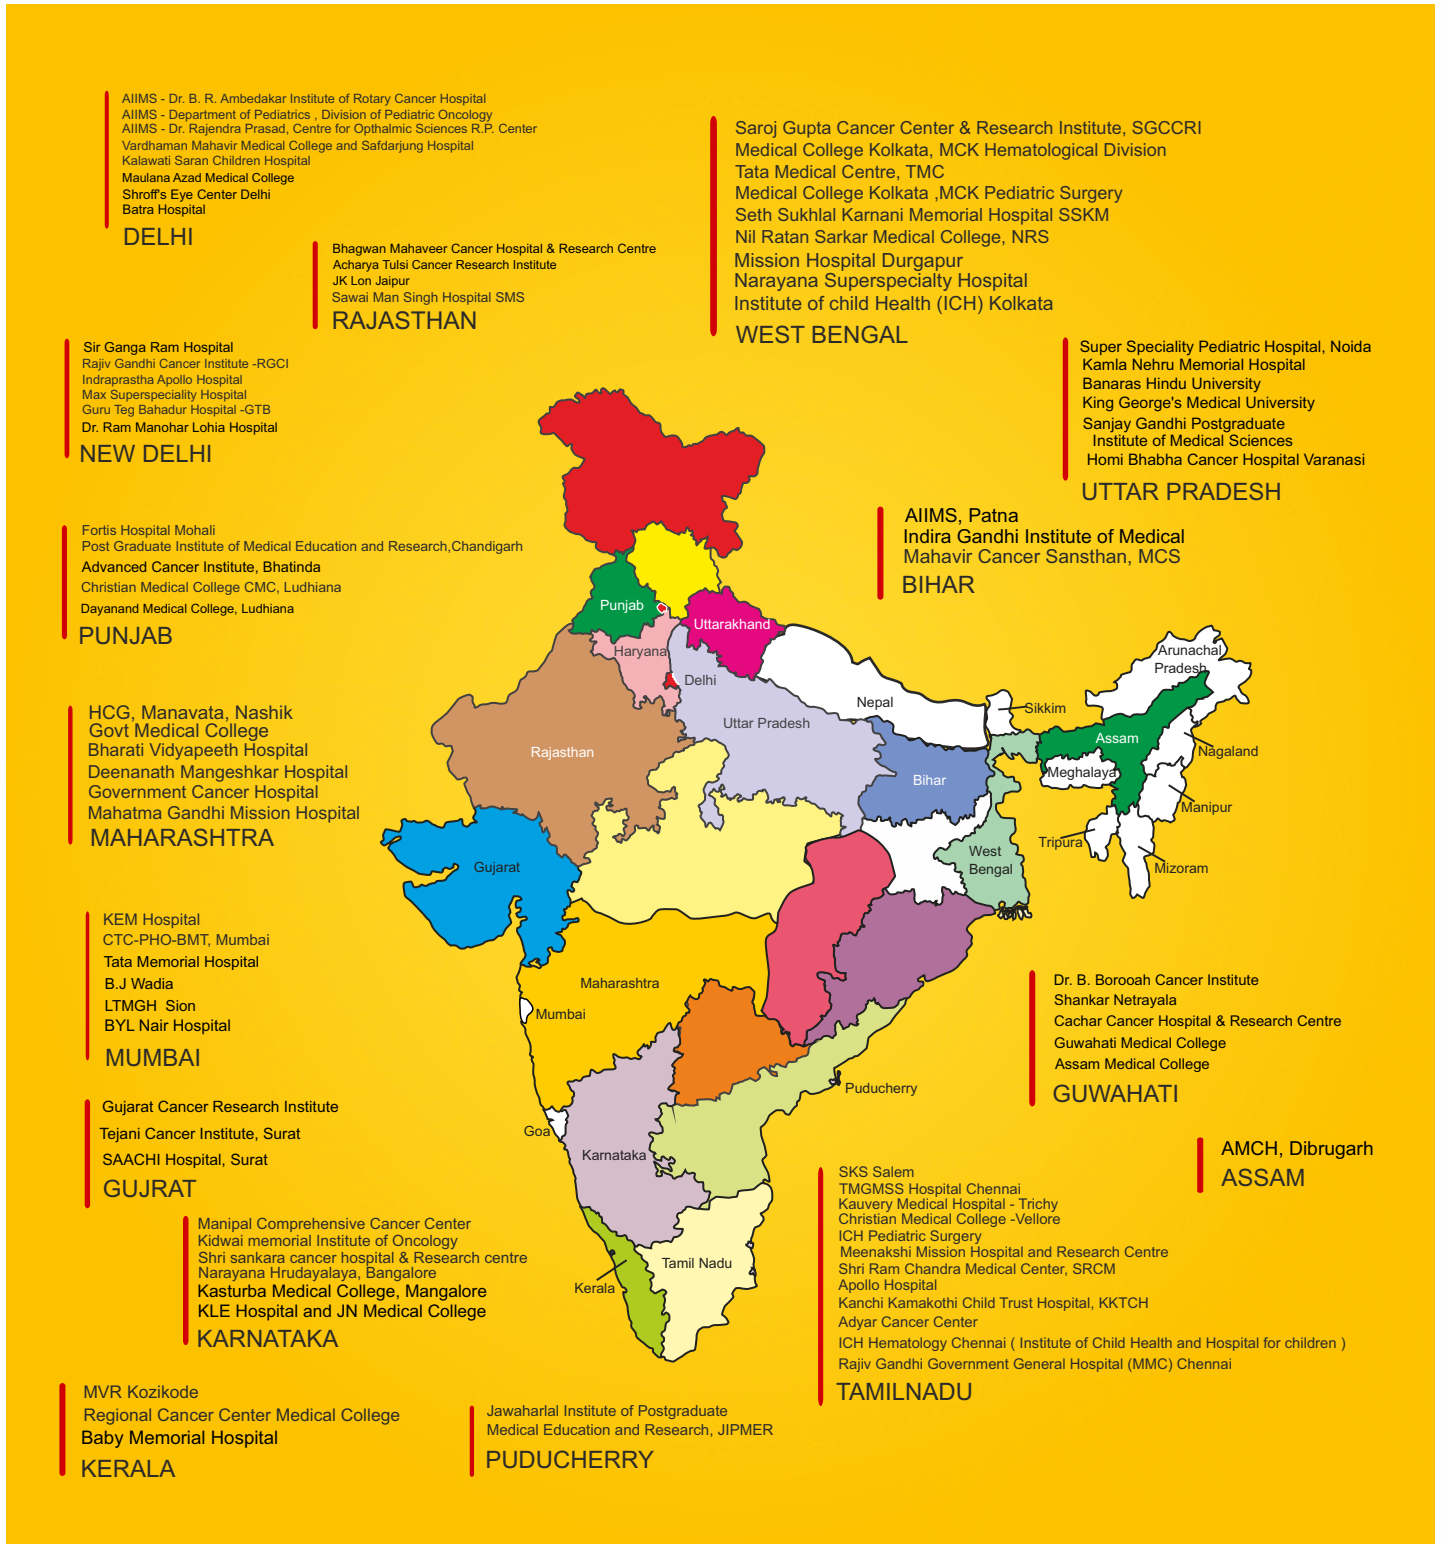 AIIMS - Dr. B. R. Ambedakar Institute of Rotary Cancer Hospital
AIIMS - Department of Pediatrics , Division of Pediatric Oncology
AIIMS - Dr. Rajendra Prasad, Centre for Opthalmic Sciences R.P. Center
Vardhaman Mahavir Medical College and Safdarjung Hospital
Kalawati Saran Children Hospital
Maulana Azad Medical College
Shroff's Eye Center Delhi
Batra Hospital
DELHI
Bhagwan Mahaveer Cancer Hospital & Research Centre
Acharya Tulsi Cancer Research Institute
JK Lon Jaipur
Sawai Man Singh Hospital SMS
RAJASTHAN
Saroj Gupta Cancer Center & Research Institute, SGCCRI
Medical College Kolkata, MCK Hematological Division
Tata Medical Centre, TMC
Medical College Kolkata ,MCK Pediatric Surgery
Seth Sukhlal Karnani Memorial Hospital SSKM
Nil Ratan Sarkar Medical College, NRS
Mission Hospital Durgapur
Narayana Superspecialty Hospital
Institute of child Health (ICH) Kolkata
WEST BENGAL
Sir Ganga Ram Hospital
Rajiv Gandhi Cancer Institute -RGCI
Indraprastha Apollo Hospital
Max Superspeciality Hospital
Guru Teg Bahadur Hospital -GTB
Dr. Ram Manohar Lohia Hospital
NEW DELHI
Super Speciality Pediatric Hospital, Noida
Kamla Nehru Memorial Hospital
Banaras Hindu University
King George's Medical University
Sanjay Gandhi Postgraduate
Institute of Medical Sciences
Homi Bhabha Cancer Hospital Varanasi
UTTAR PRADESH
AIIMS, Patna
Indira Gandhi Institute of Medical
Mahavir Cancer Sansthan, MCS
BIHAR
Fortis Hospital Mohali
Post Graduate Institute of Medical Education and Research,Chandigarh
Advanced Cancer Institute, Bhatinda
Christian Medical College CMC, Ludhiana
Dayanand Medical College, Ludhiana
PUNJAB
HCG, Manavata, Nashik
Govt Medical College
Bharati Vidyapeeth Hospital
Deenanath Mangeshkar Hospital
Government Cancer Hospital
Mahatma Gandhi Mission Hospital
MAHARASHTRA
KEM Hospital
CTC-PHO-BMT, Mumbai
Tata Memorial Hospital
B.J Wadia
LTMGH Sion
BYL Nair Hospital
MUMBAI
Gujarat Cancer Research Institute
Tejani Cancer Institute, Surat
SAACHI Hospital, Surat
GUJRAT
Manipal Comprehensive Cancer Center
Kidwai memorial Institute of Oncology
Shri sankara cancer hospital & Research centre
Narayana Hrudayalaya, Bangalore
Kasturba Medical College, Mangalore
KLE Hospital and JN Medical College
KARNATAKA
MVR Kozikode
Regional Cancer Center Medical College
Baby Memorial Hospital
KERALA
Jawaharlal Institute of Postgraduate
Medical Education and Research, JIPMER
PUDUCHERRY
Dr. B. Borooah Cancer Institute
Shankar Netrayala
Cachar Cancer Hospital & Research Centre
Guwahati Medical College
Assam Medical College
GUWAHATI
AMCH, Dibrugarh
ASSAM
SKS Salem
TMGMSS Hospital Chennai
Kauvery Medical Hospital - Trichy
Christian Medical College -Vellore
ICH Pediatric Surgery
Meenakshi Mission Hospital and Research Centre
Shri Ram Chandra Medical Center, SRCM
Apollo Hospital
Kanchi Kamakothi Child Trust Hospital, KKTCH
Adyar Cancer Center
ICH Hematology Chennai ( Institute of Child Health and Hospital for children )
Rajiv Gandhi Government General Hospital (MMC) Chennai
TAMILNADU
Punjab
Uttarakhand
Haryana
Delhi
Rajasthan
Uttar Pradesh
Nepal
Sikkim
Arunachal
Pradesh
Assam
Nagaland
Meghalaya
Manipur
Tripura
Mizoram
Bihar
West
Bengal
Gujarat
Maharashtra
Mumbai
Puducherry
Goa
Karnataka
Kerala
Tamil Nadu